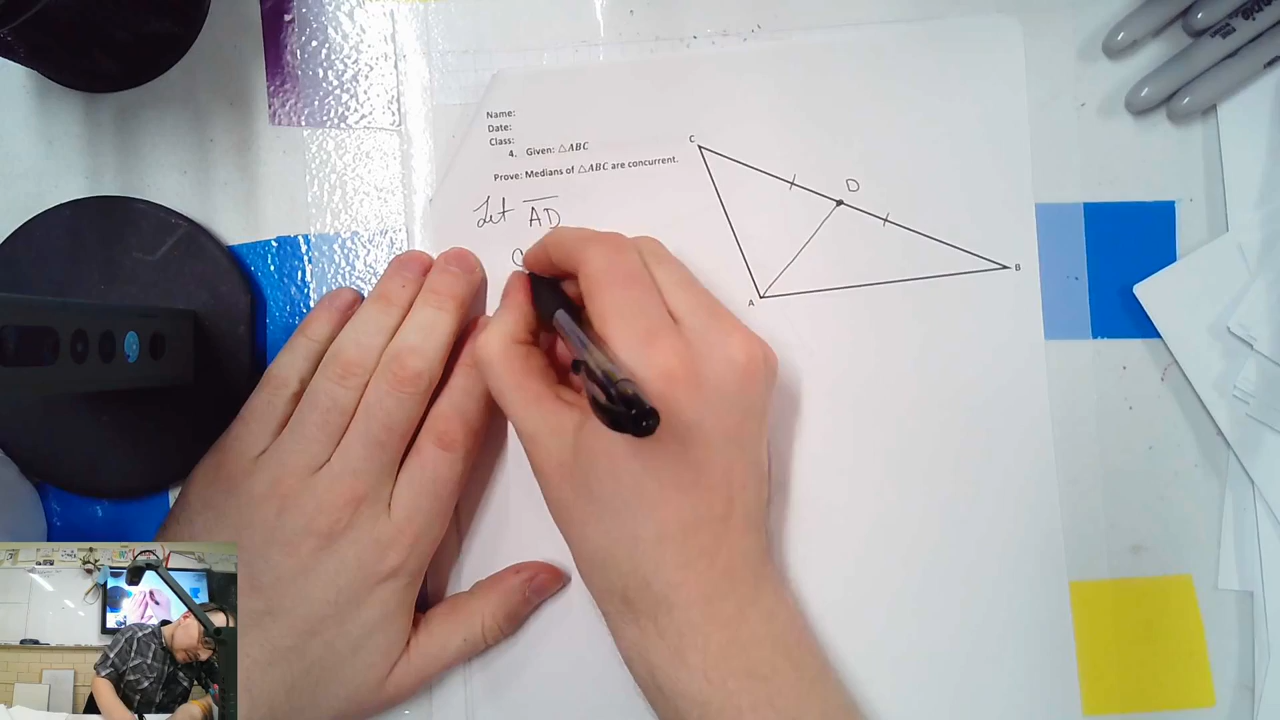 Name:
Date:
Class:
4. Given: △ABC
Prove: Medians of △ABC are concurrent.
Let AD
C
D
B
A